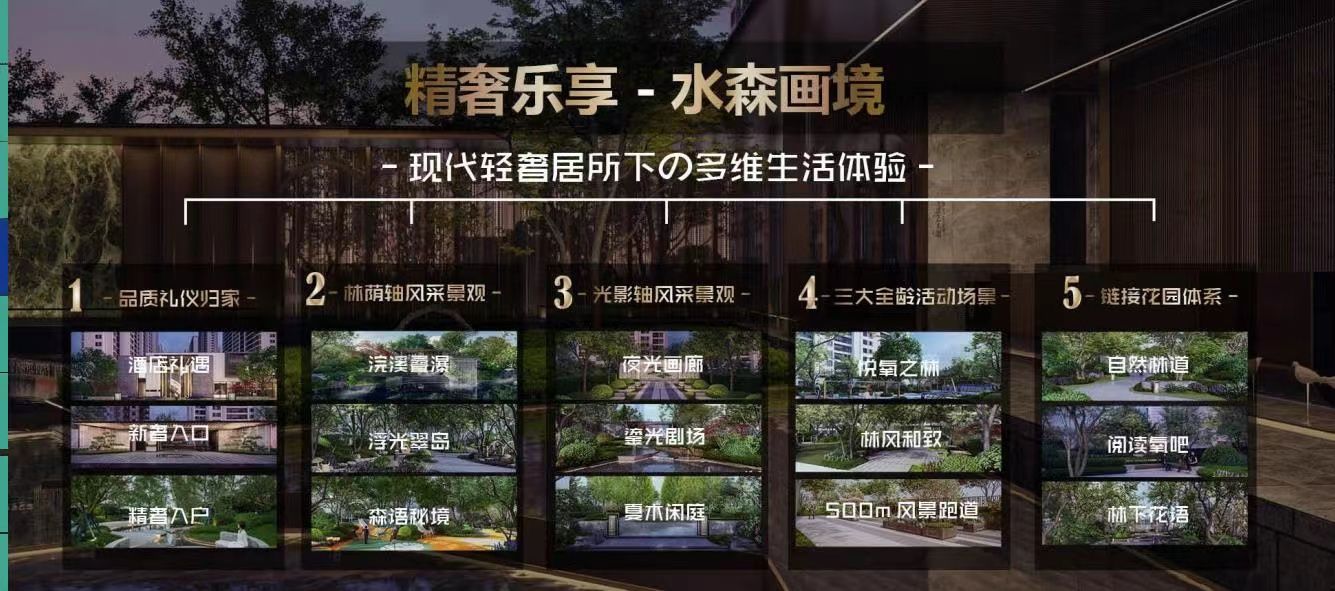 精奢乐享 - 水森画境
- 现代轻奢居所下の多维生活体验 -
1 - 品质礼仪归家 -
酒店礼遇
新奢入口
精奢入户
2 - 林荫轴风采景观 -
浣溪叠瀑
浮光翠岛
森语秘境
3 - 光影轴风采景观 -
夜光画廊
鎏光剧场
夏木闲庭
4 - 三大全龄活动场景 -
悦氧之林
林风和致
500m 风景跑道
5 - 链接花园体系 -
自然林道
阅读氧吧
林下花语